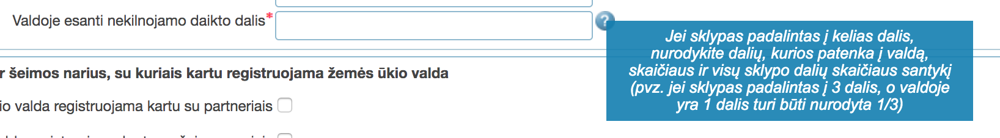 Valdoje esanti nekilnojamo daikto dalis*
?
Jei sklypas padalintas į kelias dalis,
nurodykite dalių, kurios patenka į valdą,
skaičiaus ir visų sklypo dalių skaičiaus santykį
(pvz. jei sklypas padalintas į 3 dalis, o valdoje
yra 1 dalis turi būti nurodyta 1/3)
r šeimos narius, su kuriais kartu registruojama žemės ūkio valda
io valda registruojama kartu su partneriais